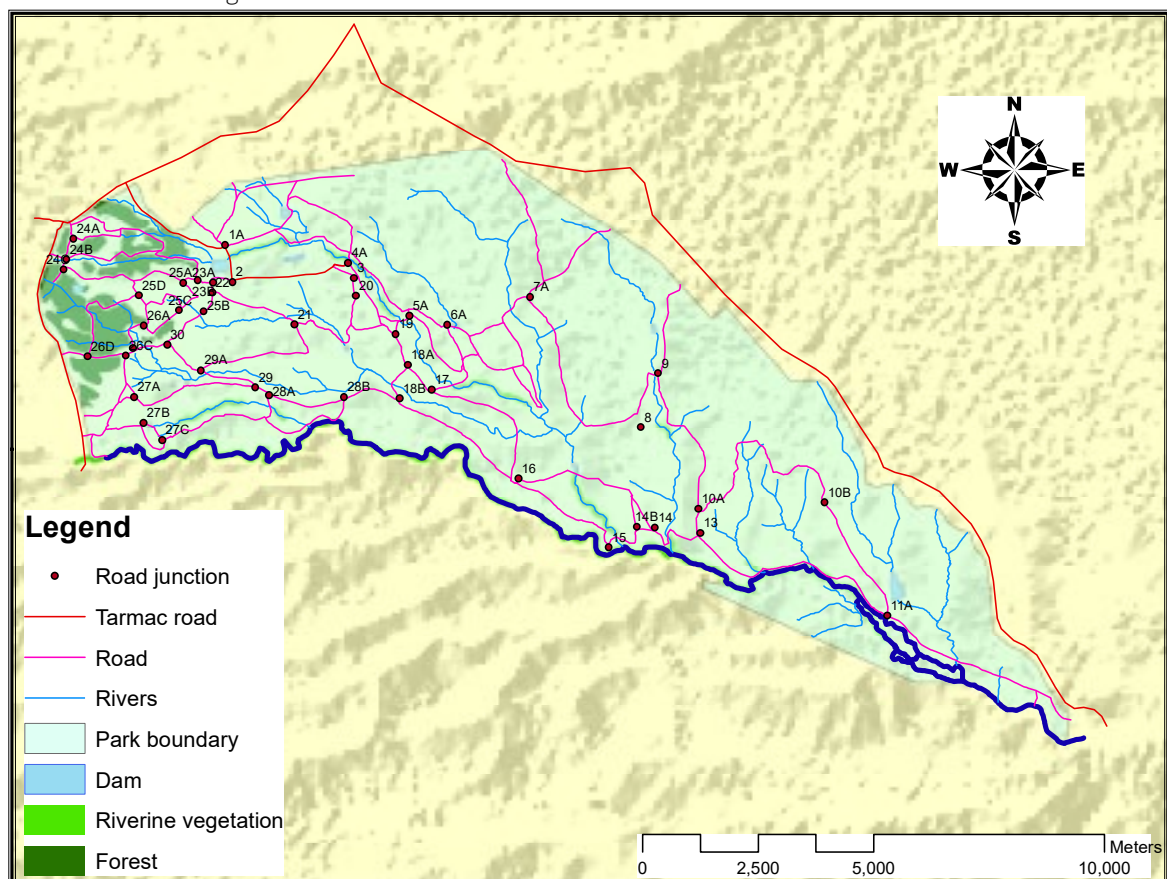 N
W E
S
24A
24B
24
1A
4A
3
2
25A
23A
22
23B
25D
20
7A
25C
25B
5A
6A
21
19
26A
30
26C
26D
18A
9
29A
29
17
28A
28B
18B
27A
27B
27C
8
16
10A
10B
14B
14
13
15
11A
Legend
Road junction
Tarmac road
Road
Rivers
Park boundary
Dam
Riverine vegetation
Forest
Meters
0 2,500 5,000 10,000